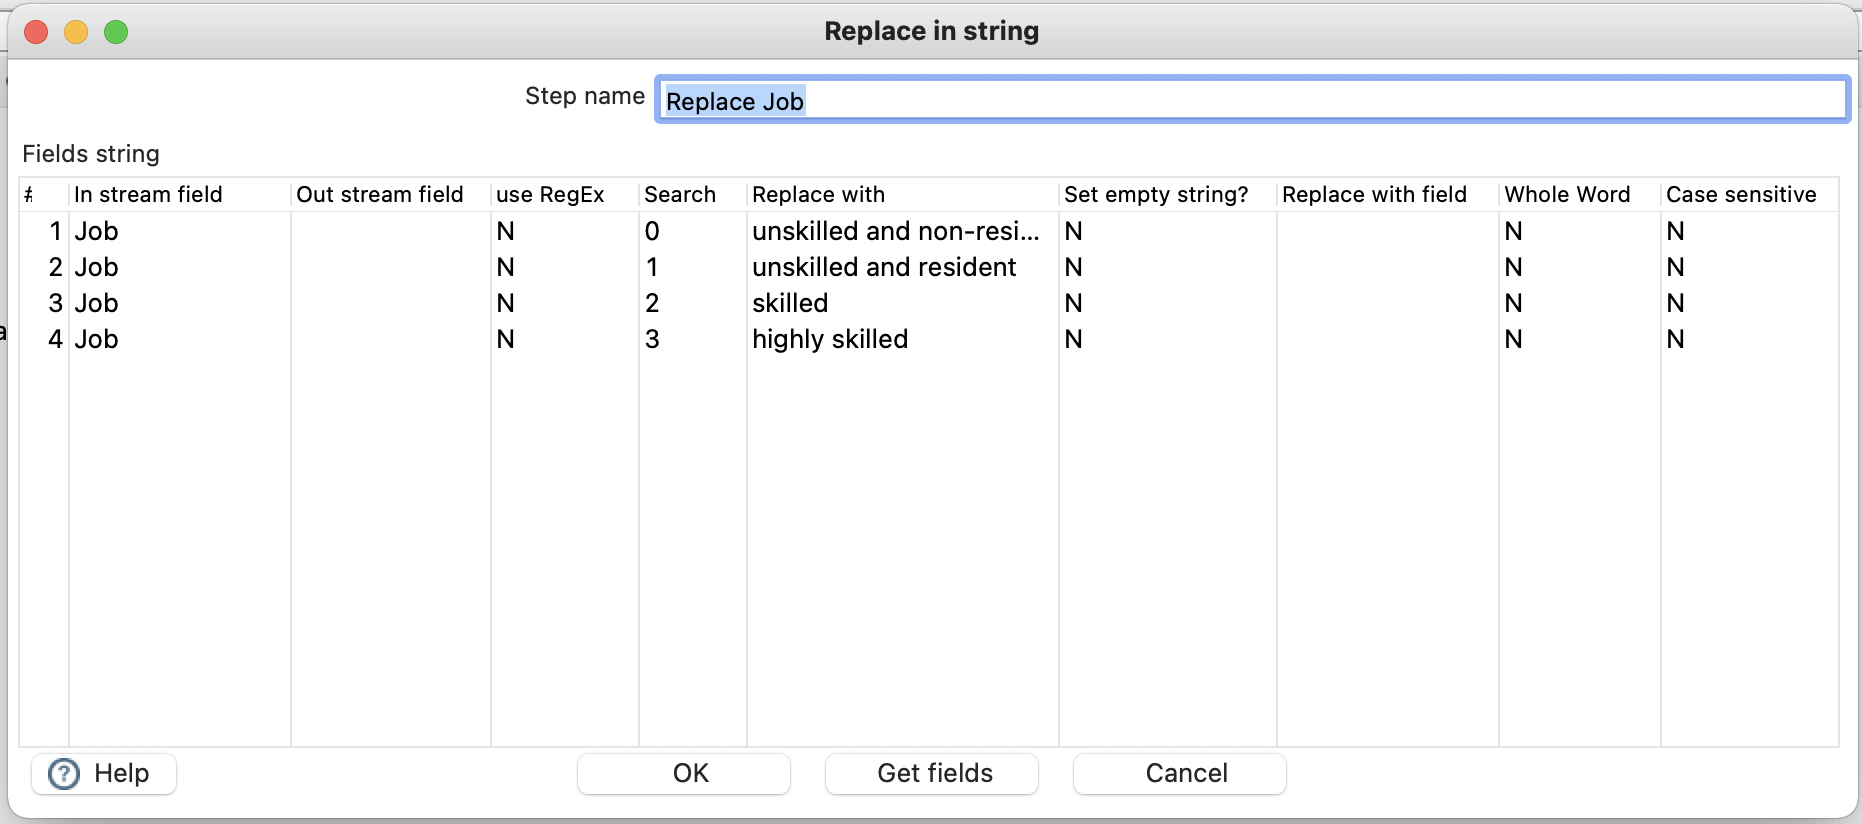 Replace in string
Step name Replace Job
Fields string
# In stream field Out stream field use RegEx Search Replace with Set empty string? Replace with field Whole Word Case sensitive
1 Job N 0 unskilled and non-resi... N N N
2 Job N 1 unskilled and resident N N N
3 Job N 2 skilled N N N
4 Job N 3 highly skilled N N N
? Help OK Get fields Cancel